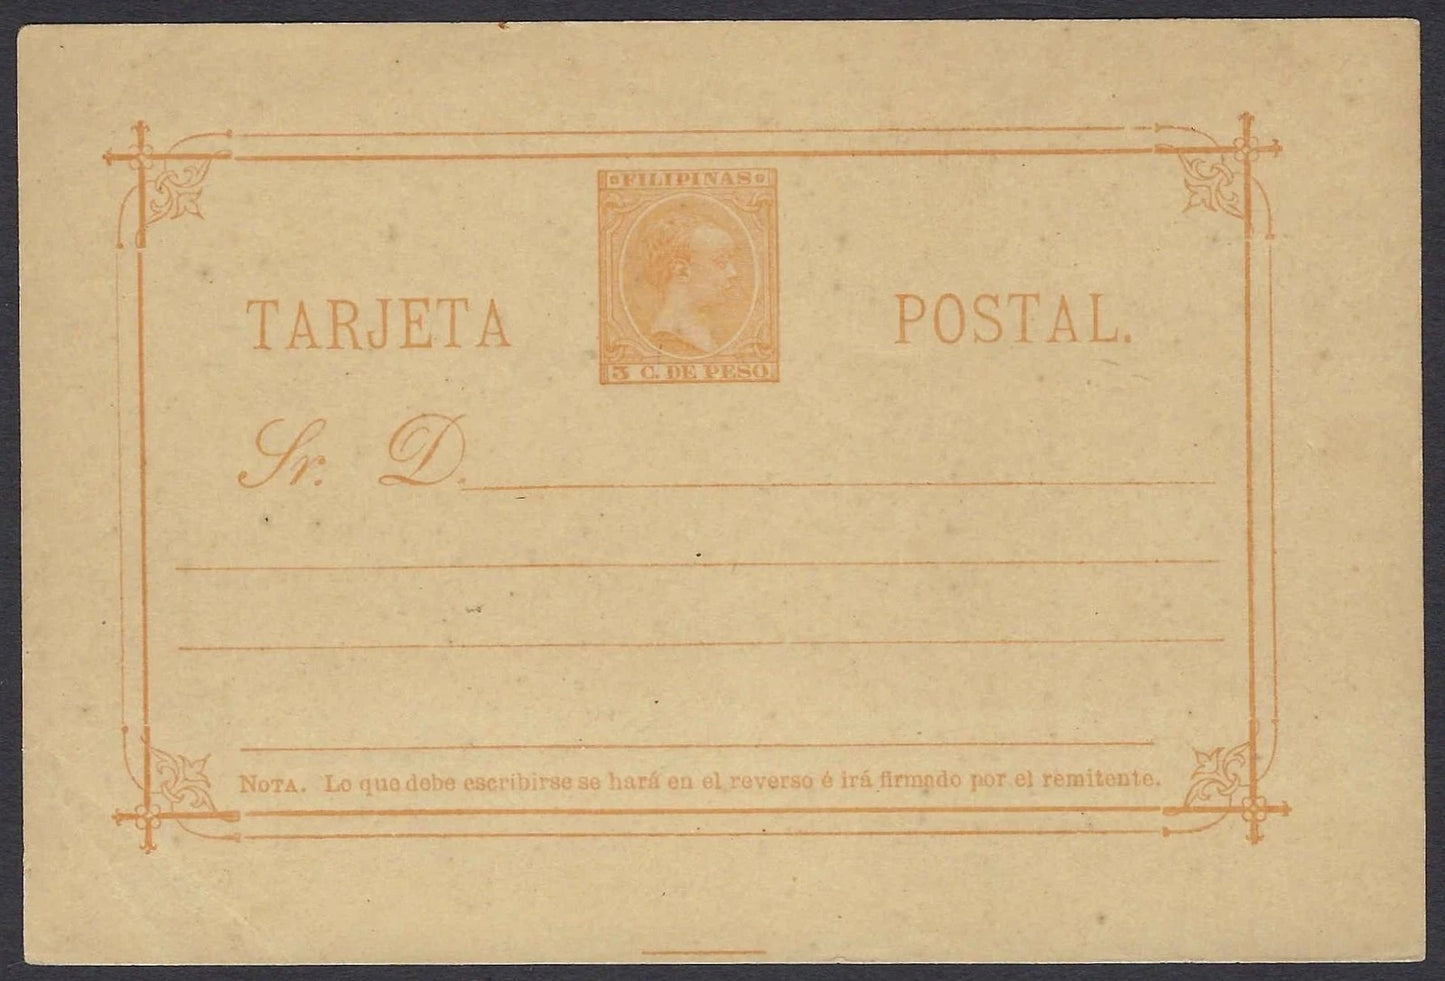 FILIPINAS
TARJETA POSTAL.
3 C. DE PESO
Sr. D.
NOTA. Lo que debe escribirse se hará en el reverso é irá firmado por el remitente.